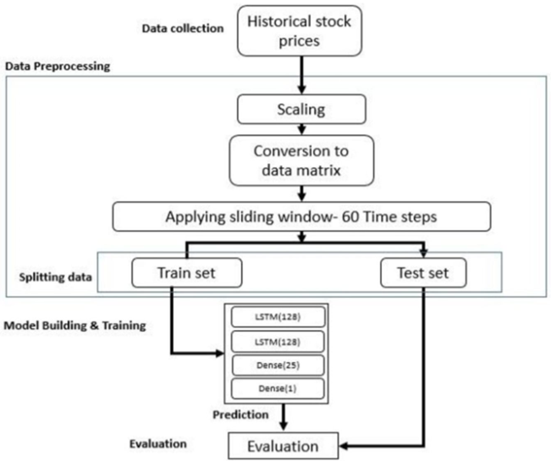 Data collection
Historical stock
prices
Data Preprocessing
Scaling
Conversion to
data matrix
Applying sliding window- 60 Time steps
Splitting data
Train set
Test set
Model Building & Training
LSTM(128)
LSTM(128)
Dense(25)
Dense(1)
Prediction
Evaluation
Evaluation